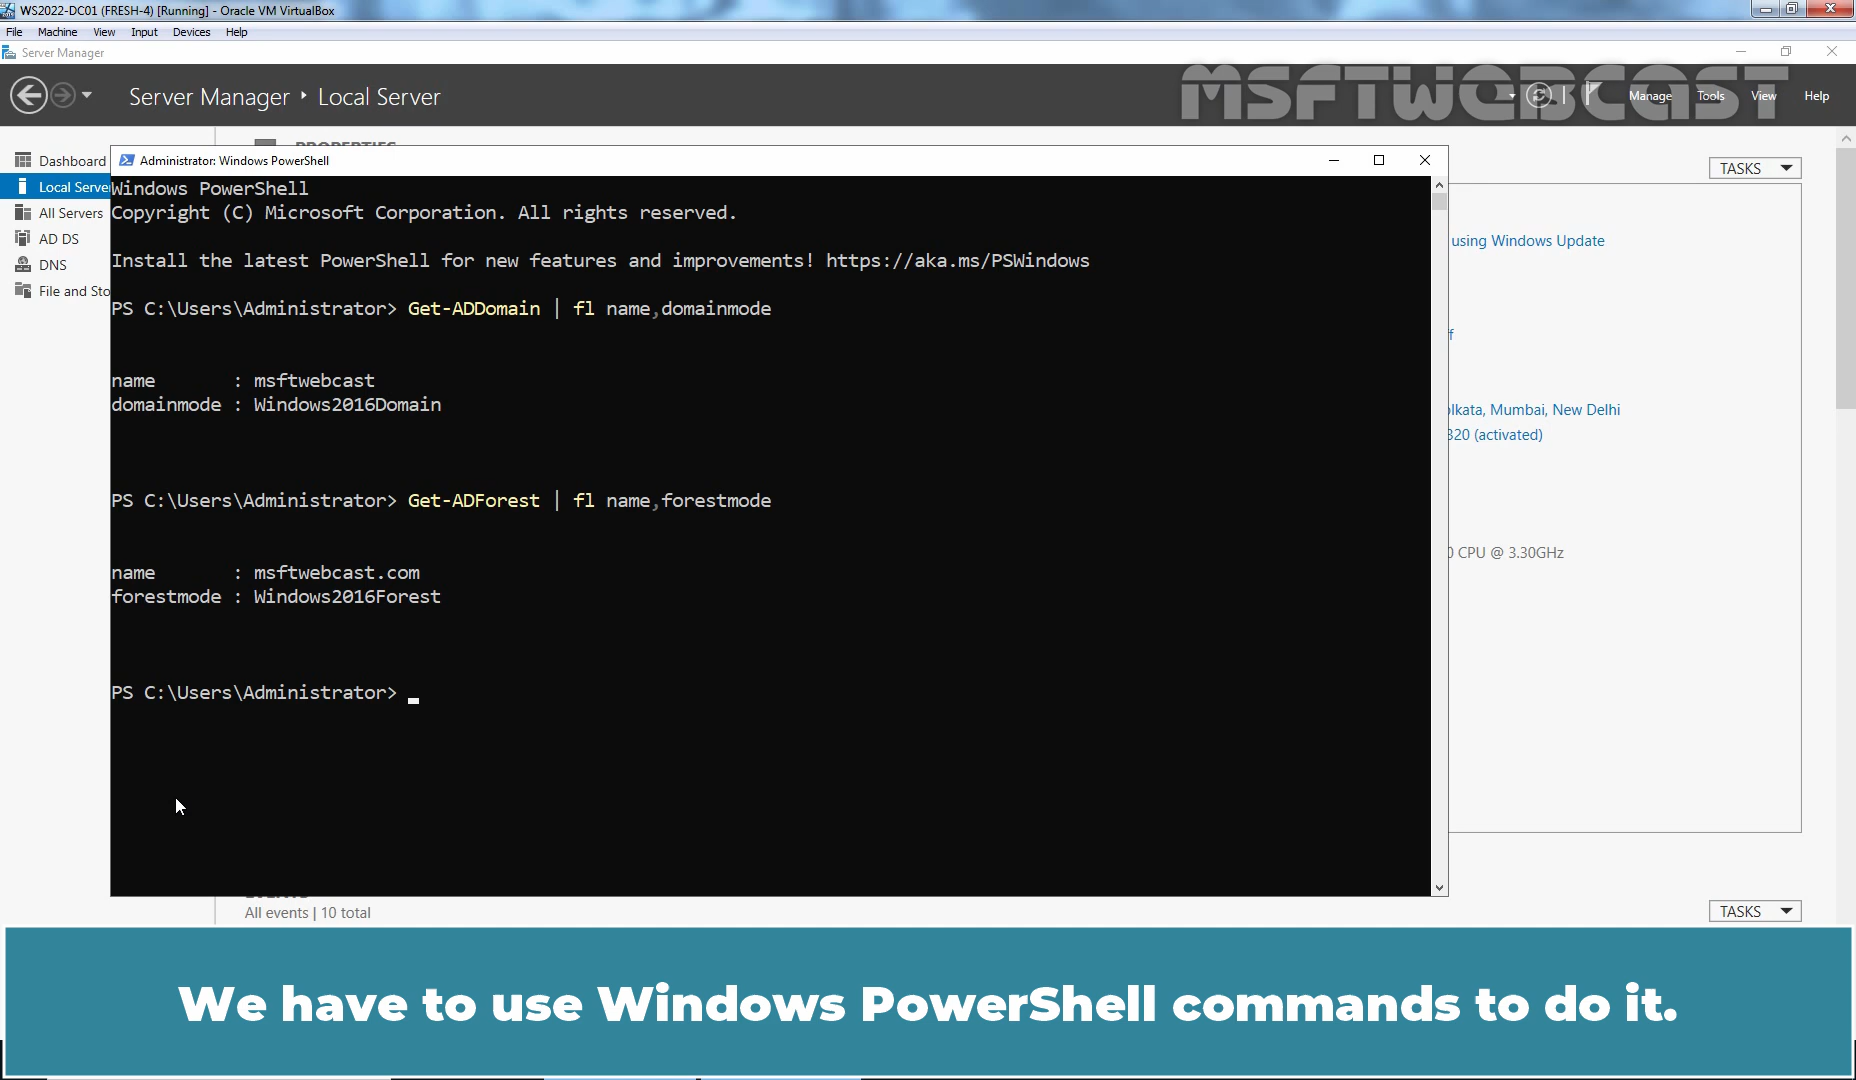 WS2022-DC01 (FRESH-4) [Running] - Oracle VM VirtualBox
File Machine View Input Devices Help
Server Manager
Server Manager ‣ Local Server
MSFTWEBCAST
Manage Tools View Help
Dashboard
Local Serve
All Servers
AD DS
DNS
File and Sto
PROPERTIES
TASKS
Administrator: Windows PowerShell
Windows PowerShell
Copyright (C) Microsoft Corporation. All rights reserved.
Install the latest PowerShell for new features and improvements! https://aka.ms/PSWindows
PS C:\Users\Administrator> Get-ADDomain | fl name,domainmode
name : msftwebcast
domainmode : Windows2016Domain
PS C:\Users\Administrator> Get-ADForest | fl name,forestmode
name : msftwebcast.com
forestmode : Windows2016Forest
PS C:\Users\Administrator>
using Windows Update
lkata, Mumbai, New Delhi
320 (activated)
CPU @ 3.30GHz
EVENTS
All events | 10 total
TASKS
We have to use Windows PowerShell commands to do it.